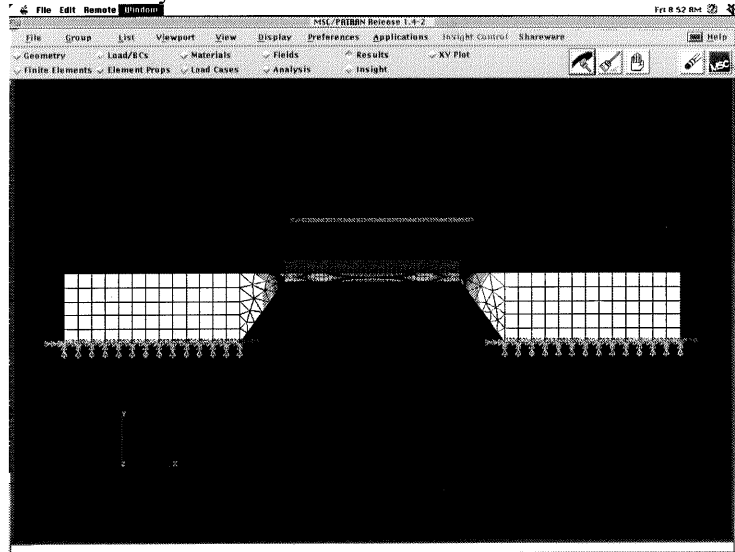 File Edit Remote Window Fri 8:52 AM
MSC/PATRAN Release 1.4-2
File Group List Viewport View Display Preferences Applications Insight Control Shareware Help
Geometry Load/BCs Materials Fields Results XY Plot
Finite Elements Element Props Load Cases Analysis Insight
Y
Z X